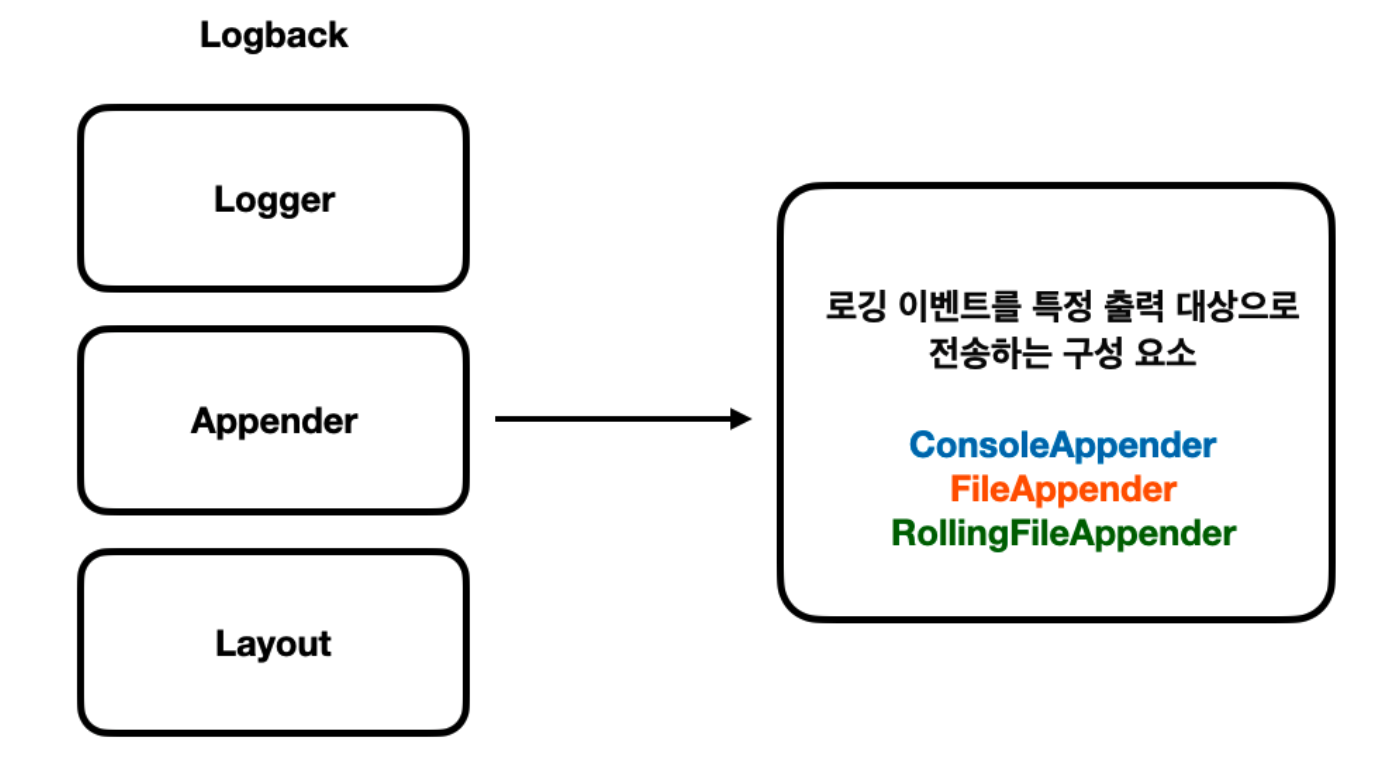 Logback
Logger
Appender
Layout
로깅 이벤트를 특정 출력 대상으로
전송하는 구성 요소
ConsoleAppender
FileAppender
RollingFileAppender